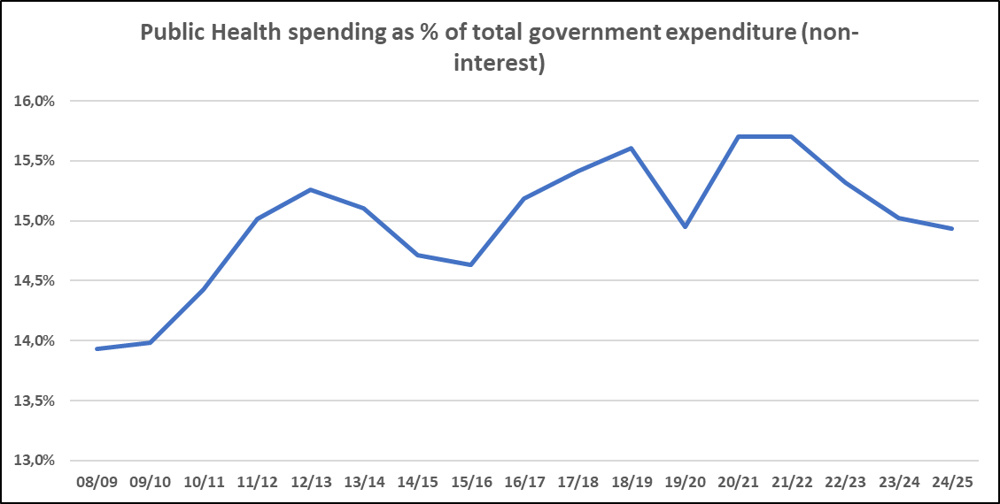 Public Health spending as % of total government expenditure (non-
interest)
16,0%
15,5%
15,0%
14,5%
14,0%
13,5%
13,0%
08/09 09/10 10/11 11/12 12/13 13/14 14/15 15/16 16/17 17/18 18/19 19/20 20/21 21/22 22/23 23/24 24/25